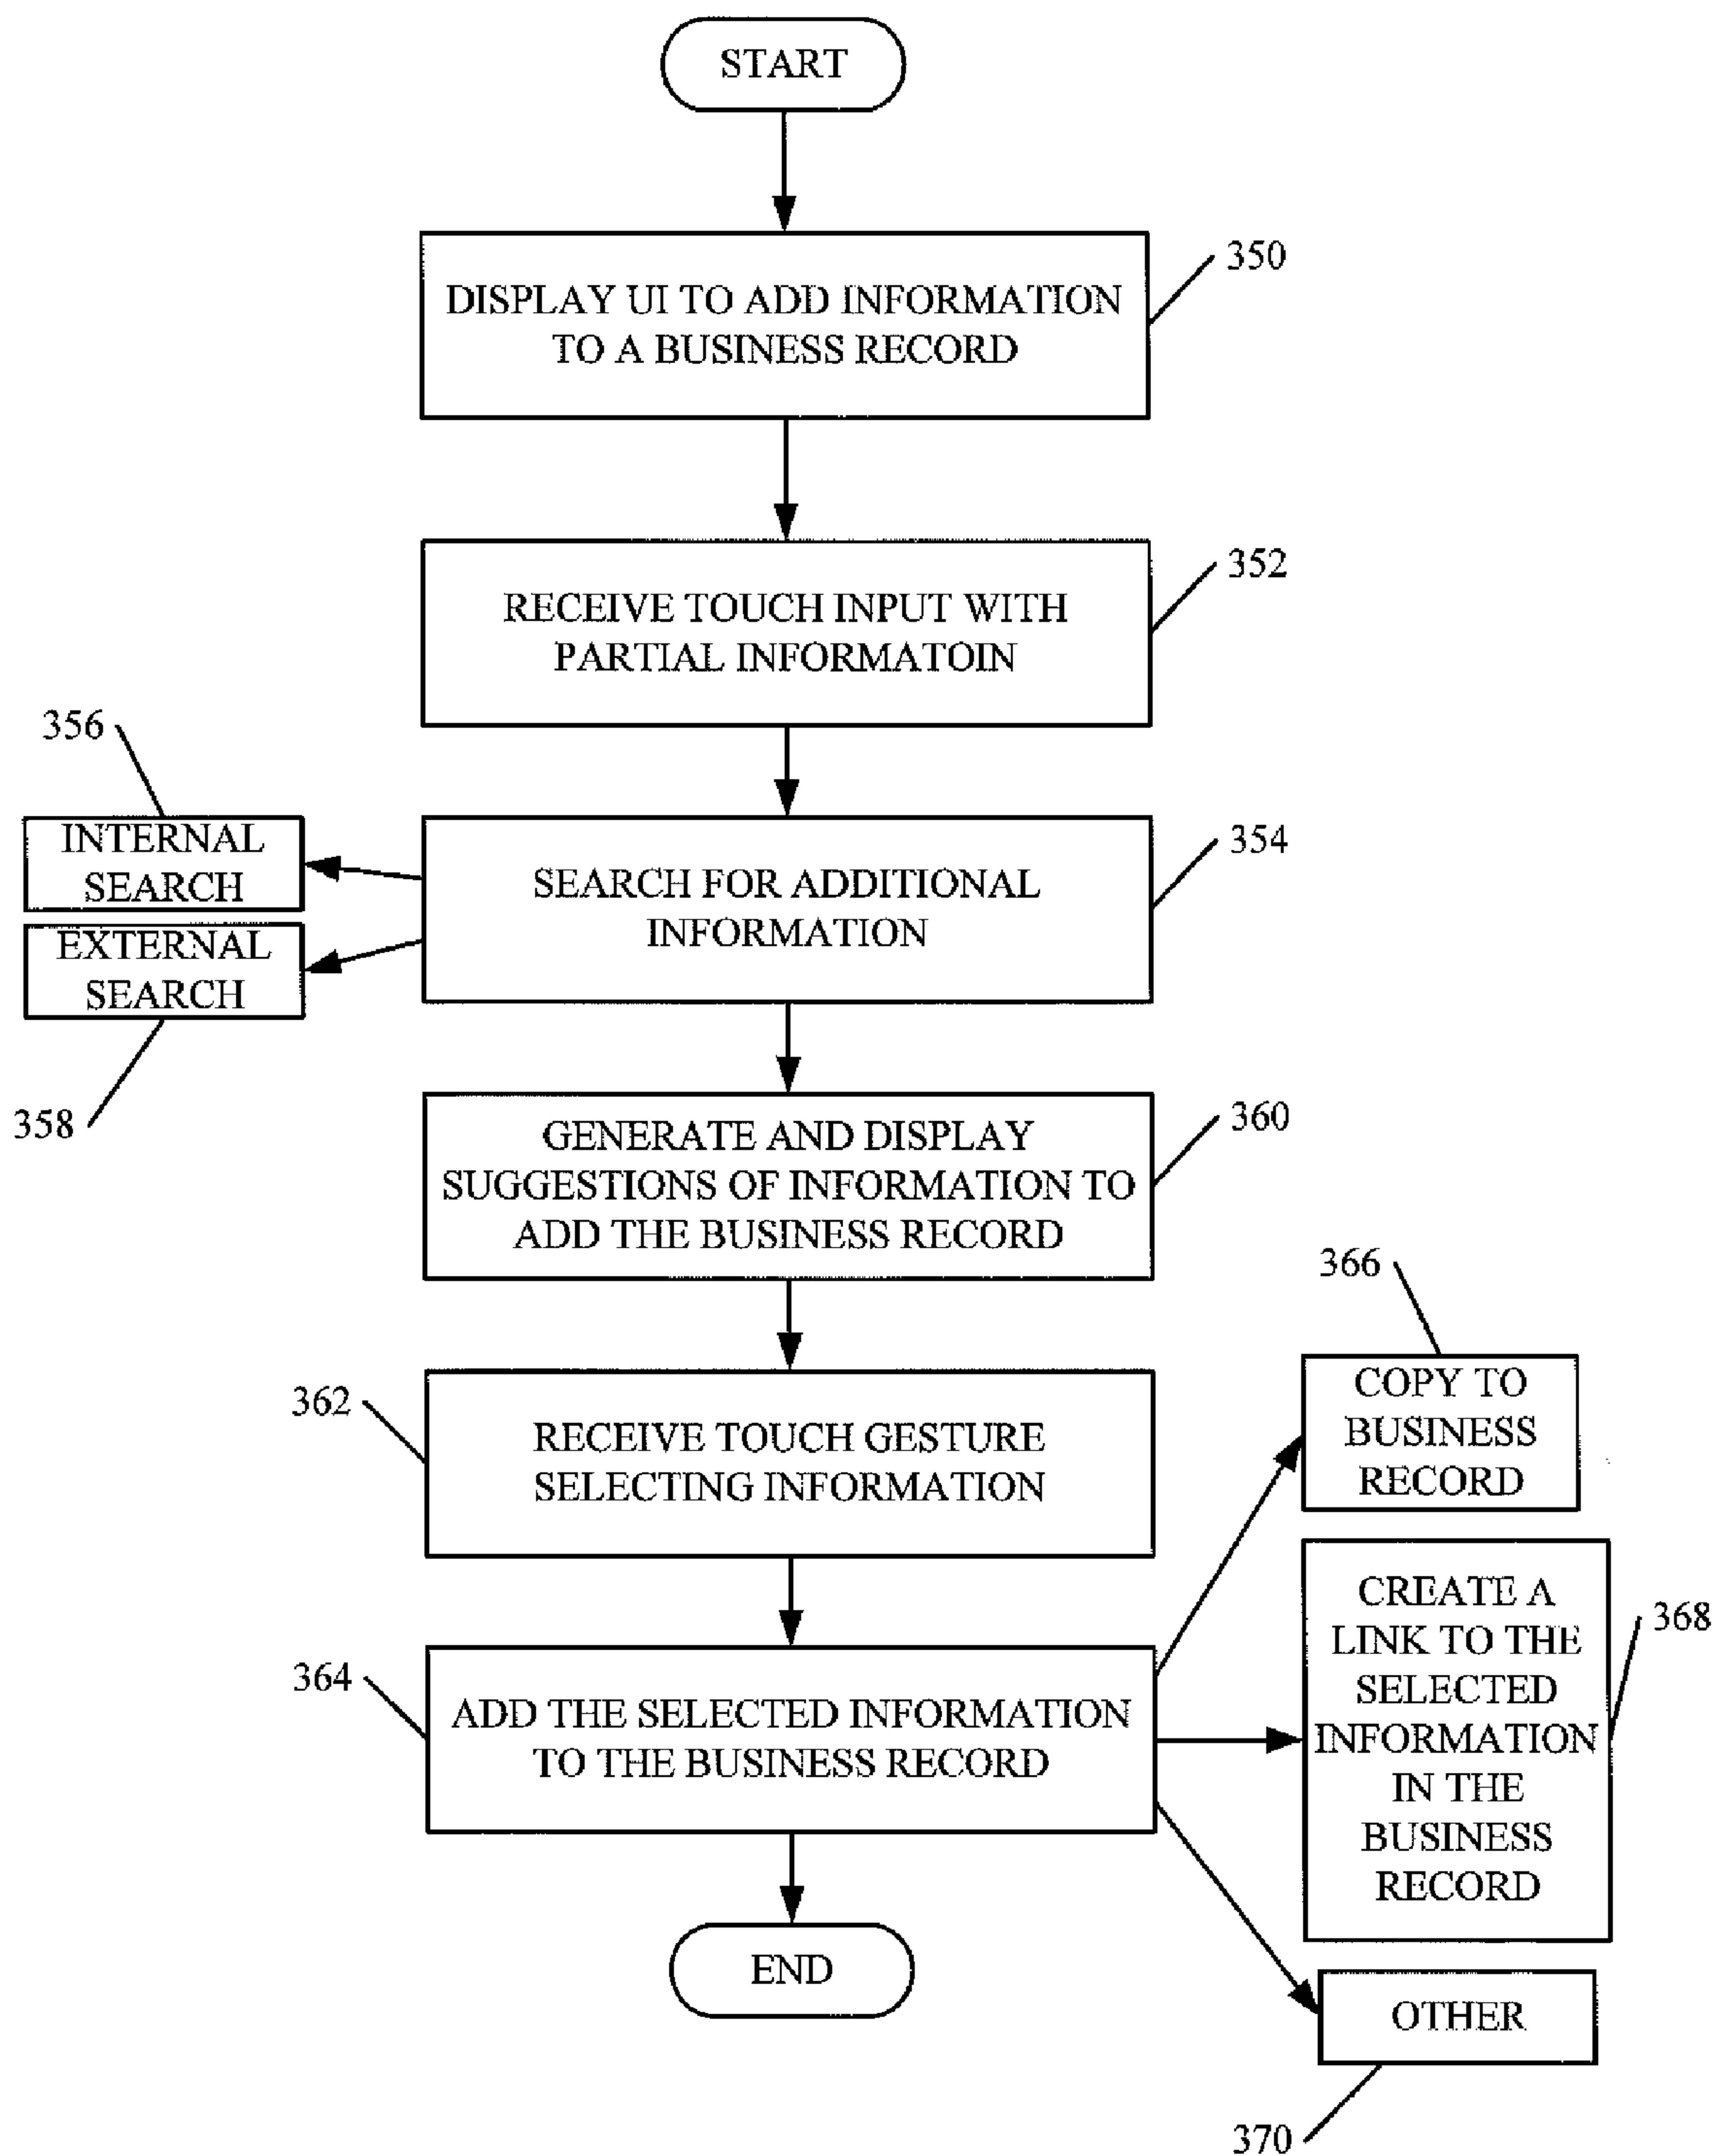 START
DISPLAY UI TO ADD INFORMATION
TO A BUSINESS RECORD
350
RECEIVE TOUCH INPUT WITH
PARTIAL INFORMATOIN
352
356
INTERNAL
SEARCH
EXTERNAL
SEARCH
358
SEARCH FOR ADDITIONAL
INFORMATION
354
GENERATE AND DISPLAY
SUGGESTIONS OF INFORMATION TO
ADD THE BUSINESS RECORD
360
362
RECEIVE TOUCH GESTURE
SELECTING INFORMATION
364
ADD THE SELECTED INFORMATION
TO THE BUSINESS RECORD
366
COPY TO
BUSINESS
RECORD
CREATE A
LINK TO THE
SELECTED
INFORMATION
IN THE
BUSINESS
RECORD
368
OTHER
370
END